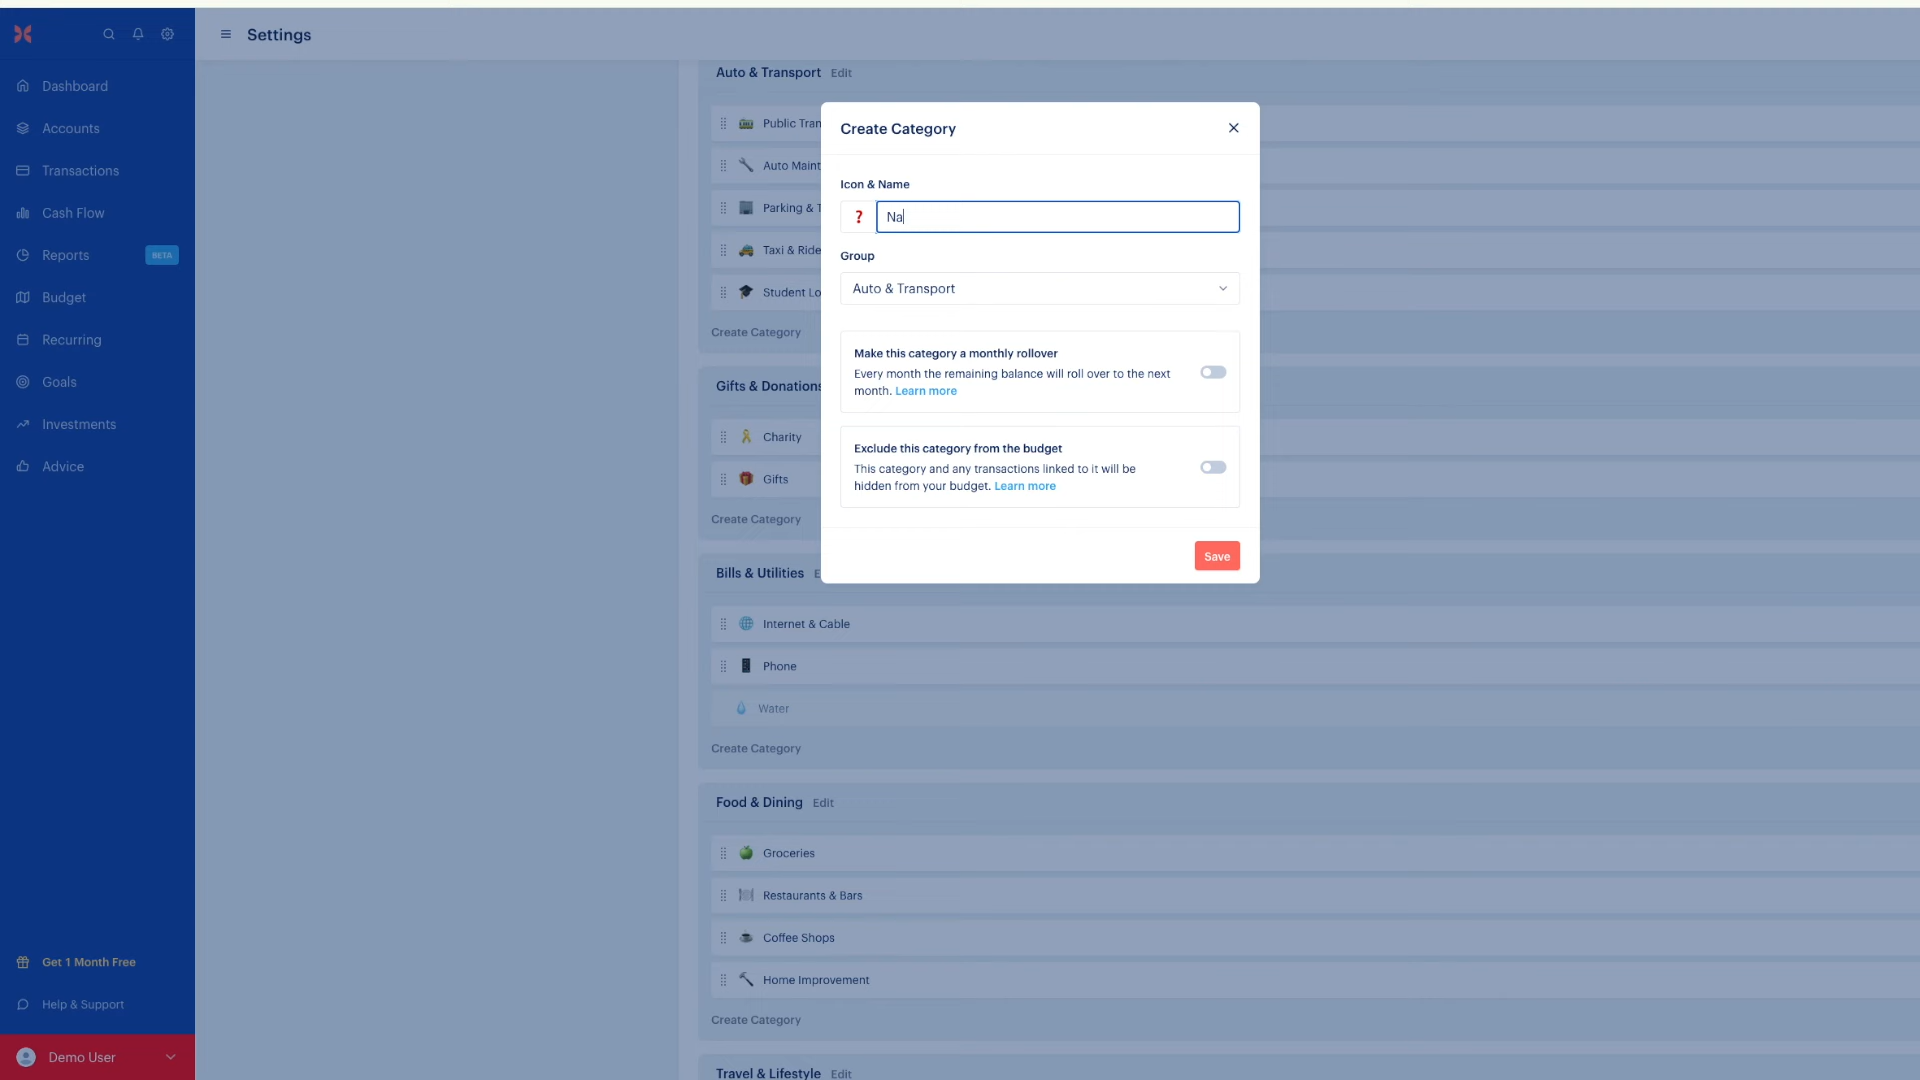 Settings
Dashboard
Accounts
Transactions
Cash Flow
Reports BETA
Budget
Recurring
Goals
Investments
Advice
Get 1 Month Free
Help & Support
Demo User
Auto & Transport Edit
Public Tran
Auto Maint
Parking & T
Taxi & Ride
Student Lo
Create Category
Gifts & Donations
Charity
Gifts
Create Category
Bills & Utilities E
Internet & Cable
Phone
Water
Create Category
Food & Dining Edit
Groceries
Restaurants & Bars
Coffee Shops
Home Improvement
Create Category
Travel & Lifestyle Edit
Create Category
Icon & Name
Na
Group
Auto & Transport
Make this category a monthly rollover
Every month the remaining balance will roll over to the next
month. Learn more
Exclude this category from the budget
This category and any transactions linked to it will be
hidden from your budget. Learn more
Save